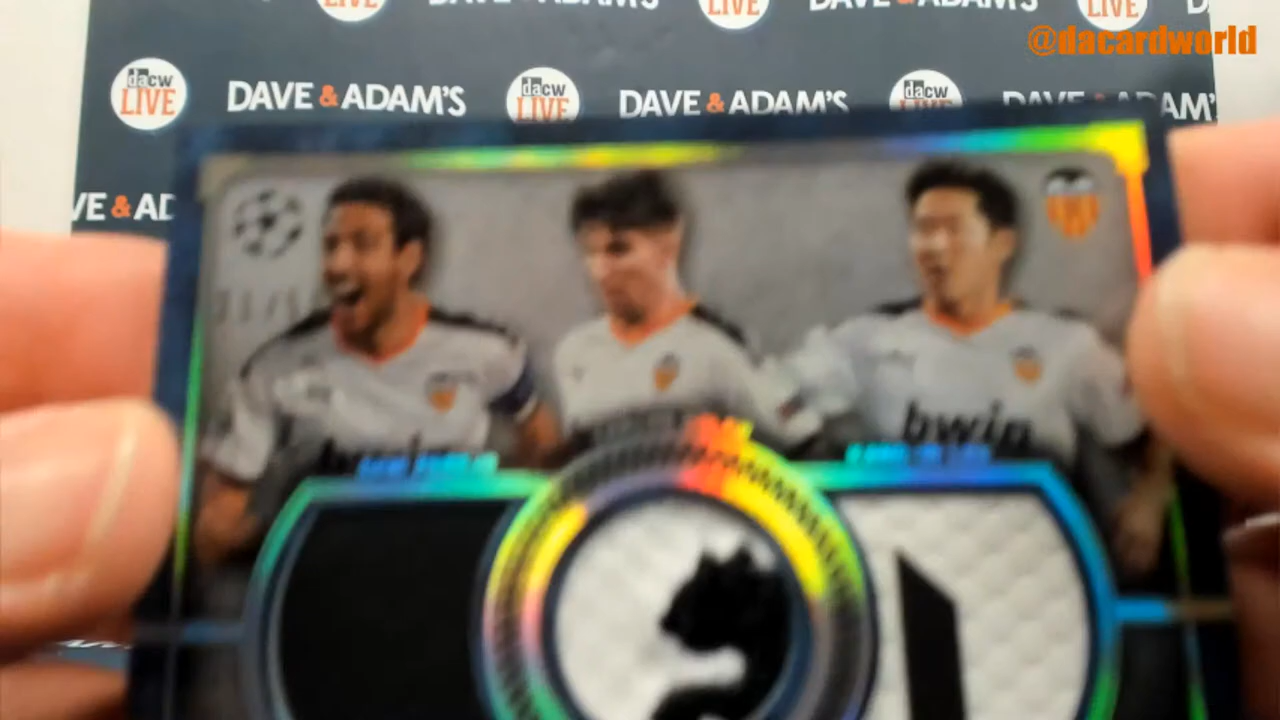 LIVE DAVE & ADAM'S LIVE DAVE & ADAM'S LIVE D
@dacardworld
dacw LIVE DAVE & ADAM'S dacw LIVE DAVE & ADAM'S dacw LIVE DAVE & ADAM'
VE & AD
bwin